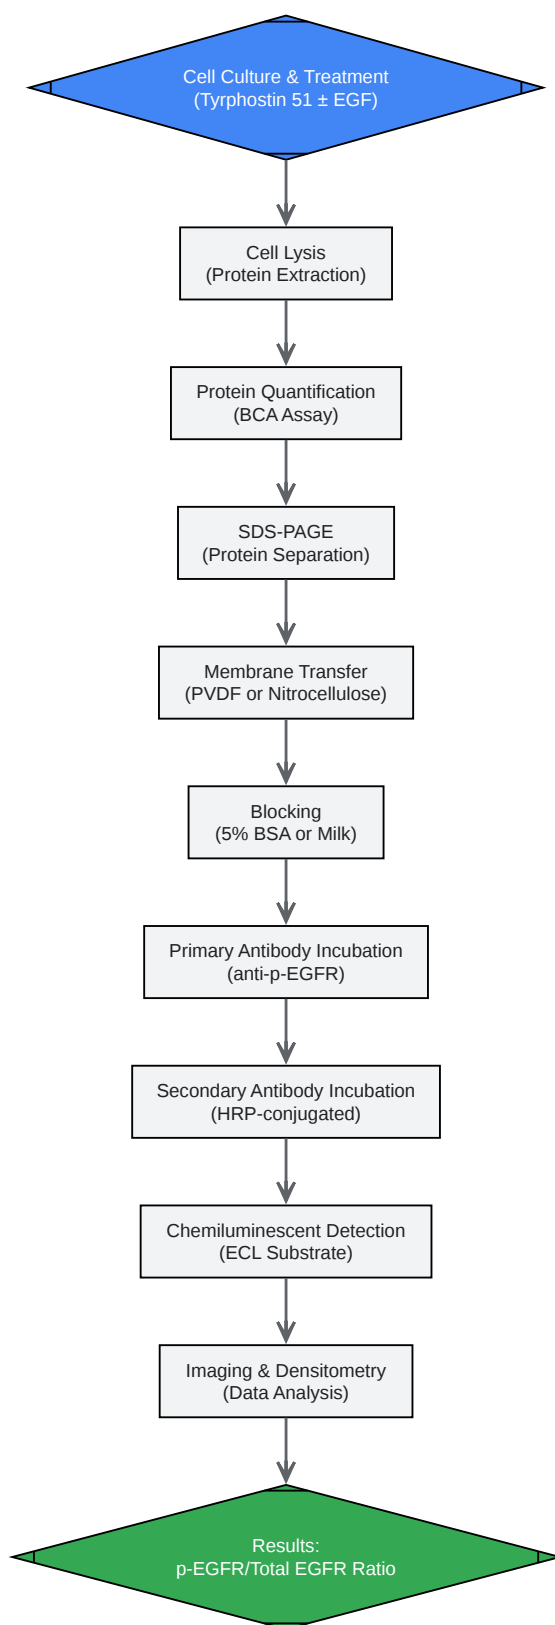 Cell Culture & Treatment
(Tyrphostin 51 ± EGF)
Cell Lysis
(Protein Extraction)
Protein Quantification
(BCA Assay)
SDS-PAGE
(Protein Separation)
Membrane Transfer
(PVDF or Nitrocellulose)
Blocking
(5% BSA or Milk)
Primary Antibody Incubation
(anti-p-EGFR)
Secondary Antibody Incubation
(HRP-conjugated)
Chemiluminescent Detection
(ECL Substrate)
Imaging & Densitometry
(Data Analysis)
Results:
p-EGFR/Total EGFR Ratio